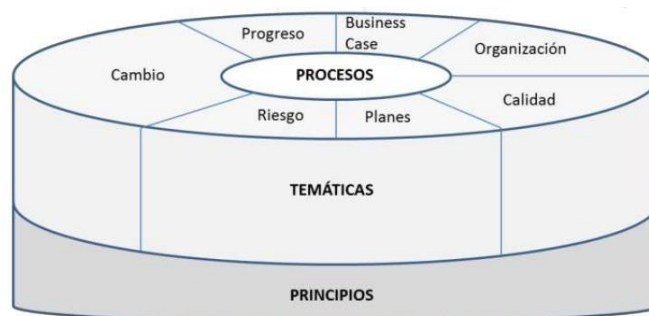 Progreso
Business
Case
Organización
Cambio
PROCESOS
Calidad
Riesgo
Planes
TEMÁTICAS
PRINCIPIOS